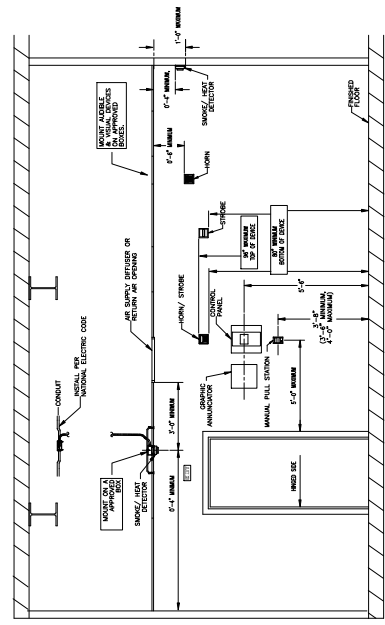 CONDUIT
INSTALL PER
NATIONAL ELECTRIC CODE
MOUNT ON A
APPROVED
BOX
SMOKE/ HEAT
DETECTOR
0'-4" MINIMUM
3'-0" MINIMUM
AIR SUPPLY DIFFUSER OR
RETURN AIR OPENING
MOUNT AUDIBLE
& VISUAL DEVICES
ON APPROVED
BOXES.
0'-4" MINIMUM,
1'-0" MAXIMUM
SMOKE/ HEAT
DETECTOR
0'-6" MINIMUM
HORN
STROBE
HORN/ STROBE
96" MAXIMUM
TOP OF DEVICE
80" MINIMUM
BOTTOM OF DEVICE
CONTROL
PANEL
GRAPHIC
ANNUNCIATOR
5'-6"
3'-8"
(3'-6" MINIMUM,
4'-0" MAXIMUM)
MANUAL PULL STATION
5'-0" MAXIMUM
HINGED SIDE
FINISHED
FLOOR